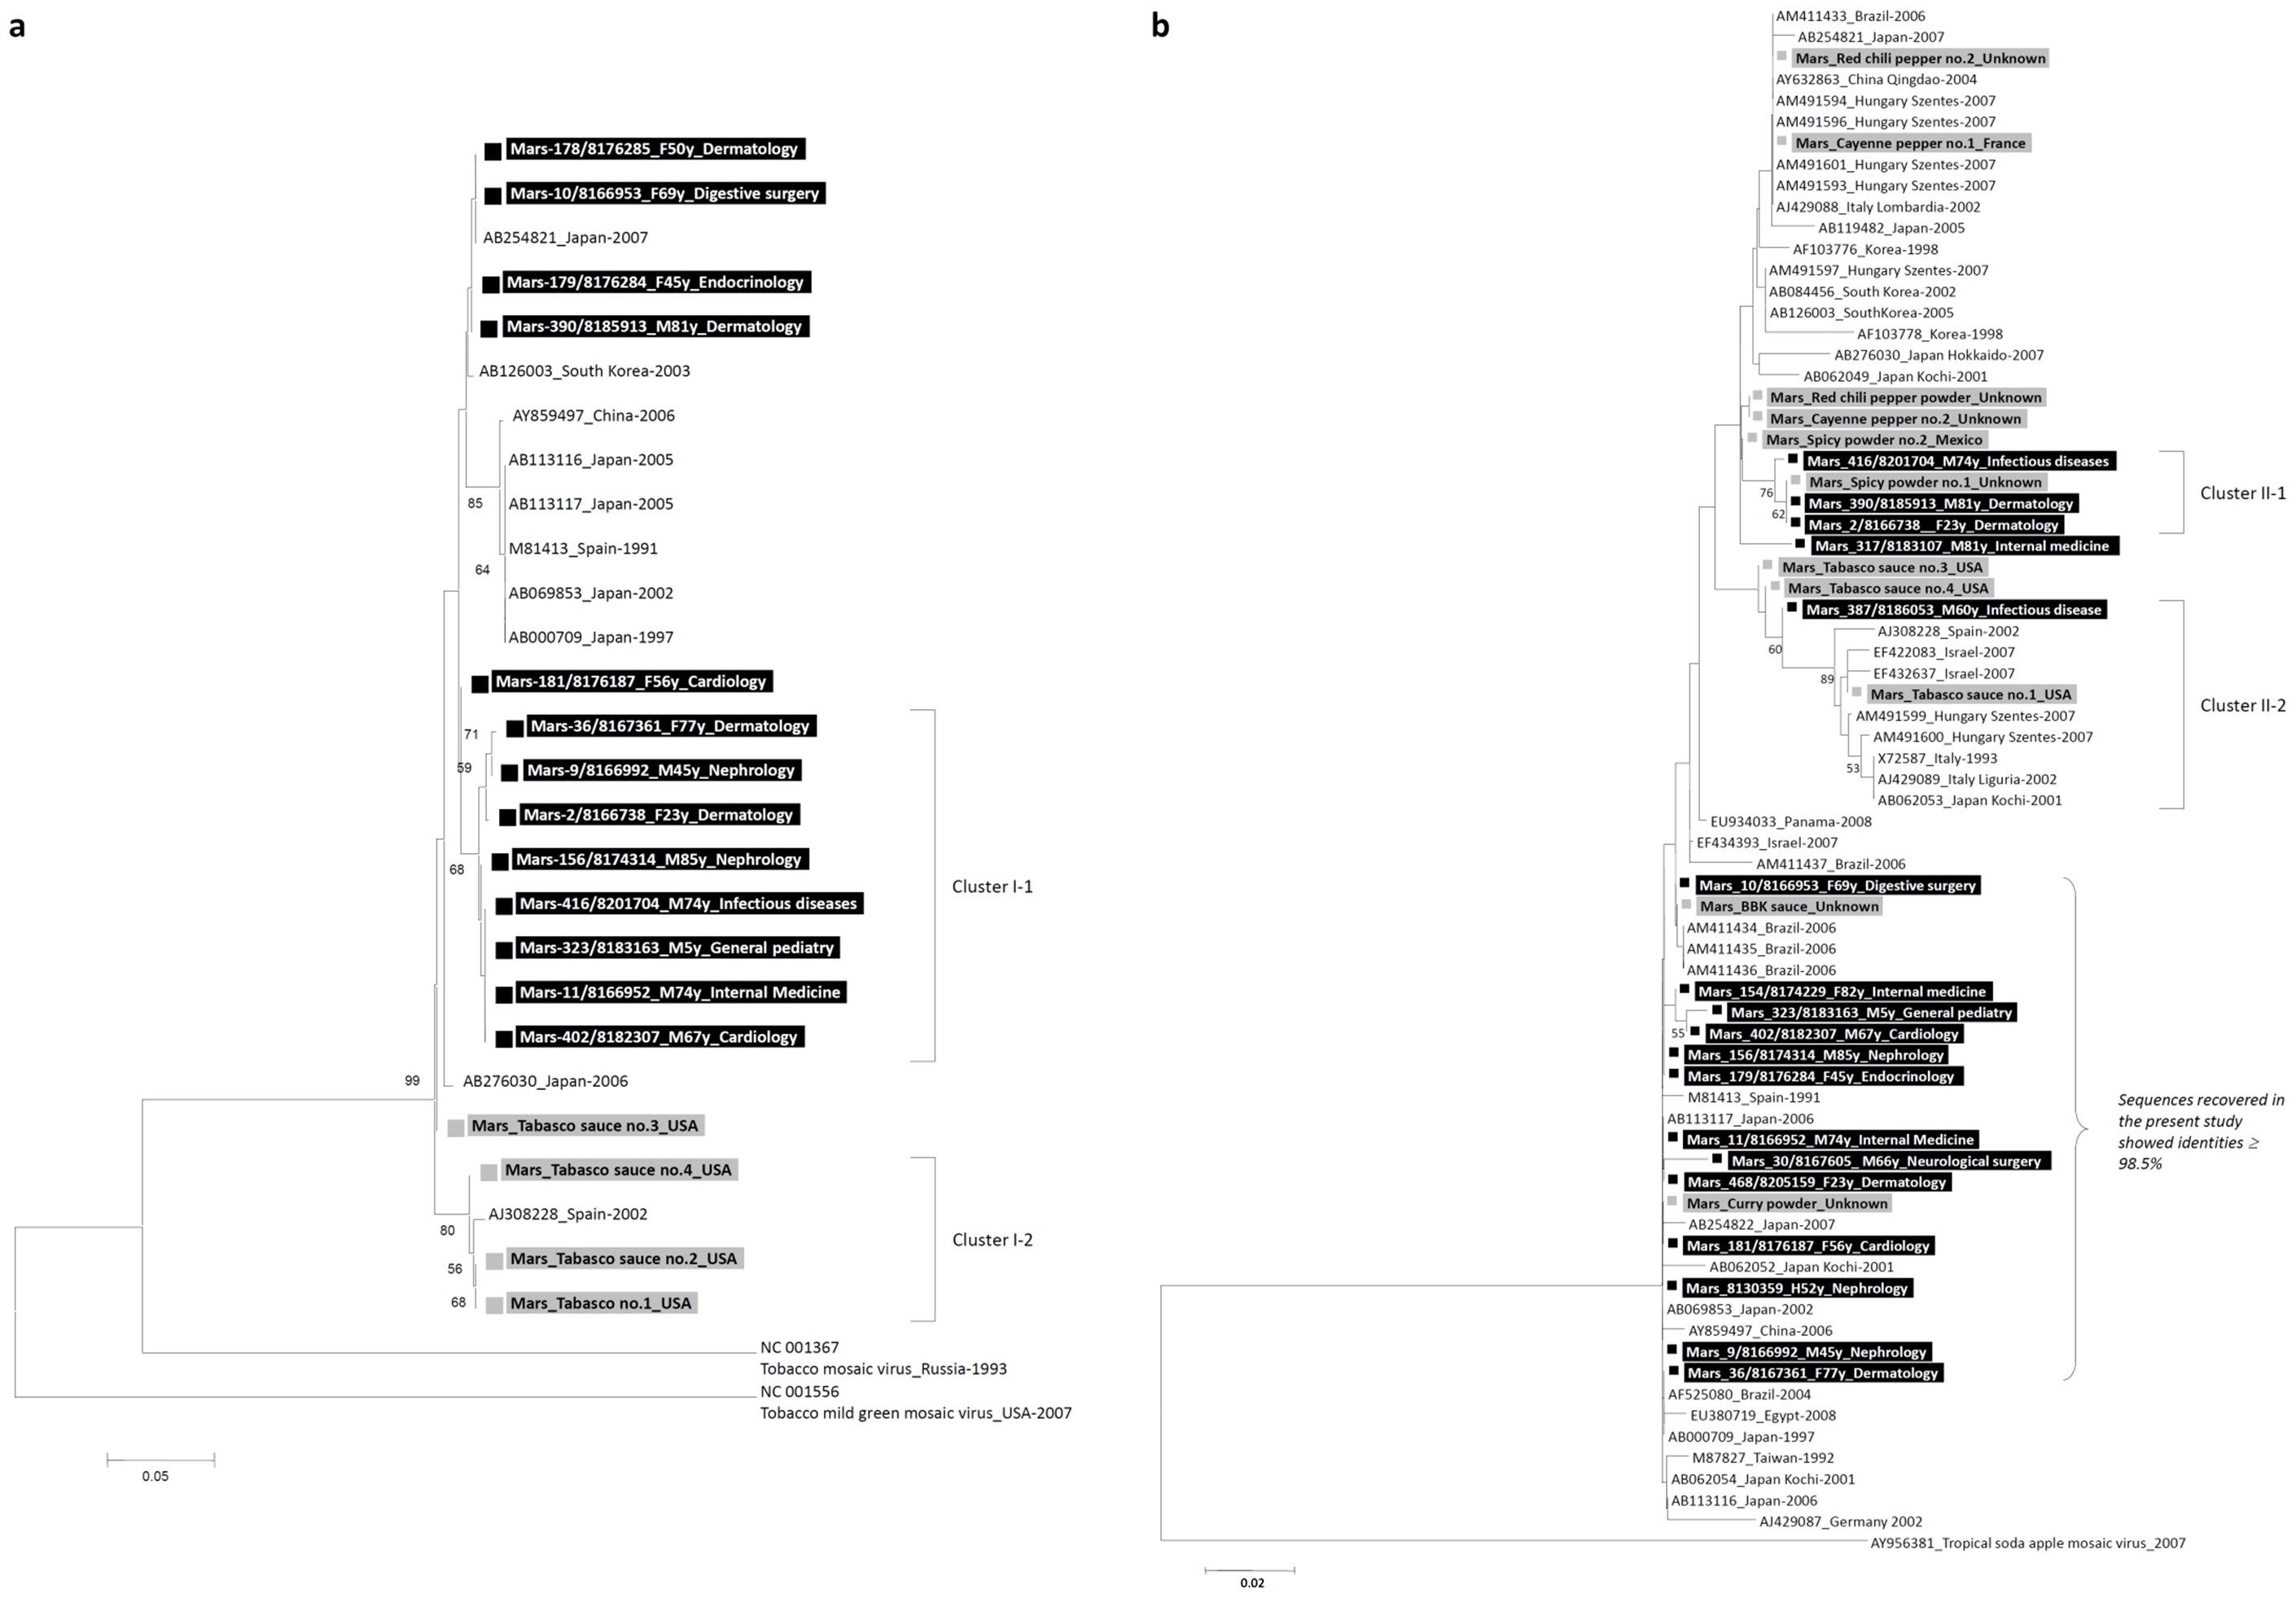 a
Mars-178/8176285_F50y_Dermatology
Mars-10/8166953_F69y_Digestive surgery
AB254821_Japan-2007
Mars-179/8176284_F45y_Endocrinology
Mars-390/8185913_M81y_Dermatology
AB126003_South Korea-2003
AY859497_China-2006
AB113116_Japan-2005
85
AB113117_Japan-2005
M81413_Spain-1991
64
AB069853_Japan-2002
AB000709_Japan-1997
Mars-181/8176187_F56y_Cardiology
71
Mars-36/8167361_F77y_Dermatology
59
Mars-9/8166992_M45y_Nephrology
Mars-2/8166738_F23y_Dermatology
68
Mars-156/8174314_M85y_Nephrology
Mars-416/8201704_M74y_Infectious diseases
Mars-323/8183163_M5y_General pediatry
Mars-11/8166952_M74y_Internal Medicine
Mars-402/8182307_M67y_Cardiology
Cluster I-1
99
AB276030_Japan-2006
Mars_Tabasco sauce no.3_USA
Mars_Tabasco sauce no.4_USA
80
AJ308228_Spain-2002
56
Mars_Tabasco sauce no.2_USA
68
Mars_Tabasco no.1_USA
Cluster I-2
NC 001367
Tobacco mosaic virus_Russia-1993
NC 001556
Tobacco mild green mosaic virus_USA-2007
0.05
b
AM411433_Brazil-2006
AB254821_Japan-2007
Mars_Red chili pepper no.2_Unknown
AY632863_China Qingdao-2004
AM491594_Hungary Szentes-2007
AM491596_Hungary Szentes-2007
Mars_Cayenne pepper no.1_France
AM491601_Hungary Szentes-2007
AM491593_Hungary Szentes-2007
AJ429088_Italy Lombardia-2002
AB119482_Japan-2005
AF103776_Korea-1998
AM491597_Hungary Szentes-2007
AB084456_South Korea-2002
AB126003_SouthKorea-2005
AF103778_Korea-1998
AB276030_Japan Hokkaido-2007
AB062049_Japan Kochi-2001
Mars_Red chili pepper powder_Unknown
Mars_Cayenne pepper no.2_Unknown
Mars_Spicy powder no.2_Mexico
Mars_416/8201704_M74y_Infectious diseases
76
Mars_Spicy powder no.1_Unknown
62
Mars_390/8185913_M81y_Dermatology
Mars_2/8166738__F23y_Dermatology
Cluster II-1
Mars_317/8183107_M81y_Internal medicine
Mars_Tabasco sauce no.3_USA
Mars_Tabasco sauce no.4_USA
Mars_387/8186053_M60y_Infectious disease
AJ308228_Spain-2002
60
EF422083_Israel-2007
89
EF432637_Israel-2007
Mars_Tabasco sauce no.1_USA
AM491599_Hungary Szentes-2007
AM491600_Hungary Szentes-2007
53
X72587_Italy-1993
AJ429089_Italy Liguria-2002
AB062053_Japan Kochi-2001
Cluster II-2
EU934033_Panama-2008
EF434393_Israel-2007
AM411437_Brazil-2006
Mars_10/8166953_F69y_Digestive surgery
Mars_BBK sauce_Unknown
AM411434_Brazil-2006
AM411435_Brazil-2006
AM411436_Brazil-2006
Mars_154/8174229_F82y_Internal medicine
Mars_323/8183163_M5y_General pediatry
55
Mars_402/8182307_M67y_Cardiology
Mars_156/8174314_M85y_Nephrology
Mars_179/8176284_F45y_Endocrinology
M81413_Spain-1991
AB113117_Japan-2006
Mars_11/8166952_M74y_Internal Medicine
Mars_30/8167605_ M66y_Neurological surgery
Mars_468/8205159_F23y_Dermatology
Mars_Curry powder_Unknown
AB254822_Japan-2007
Mars_181/8176187_F56y_Cardiology
AB062052_Japan Kochi-2001
Mars_8130359_H52y_Nephrology
AB069853_Japan-2002
AY859497_China-2006
Mars_9/8166992_M45y_Nephrology
Mars_36/8167361_F77y_Dermatology
Sequences recovered in
the present study
showed identities ≥
98.5%
AF525080_Brazil-2004
EU380719_Egypt-2008
AB000709_Japan-1997
M87827_Taiwan-1992
AB062054_Japan Kochi-2001
AB113116_Japan-2006
AJ429087_Germany 2002
AY956381_Tropical soda apple mosaic virus_2007
0.02